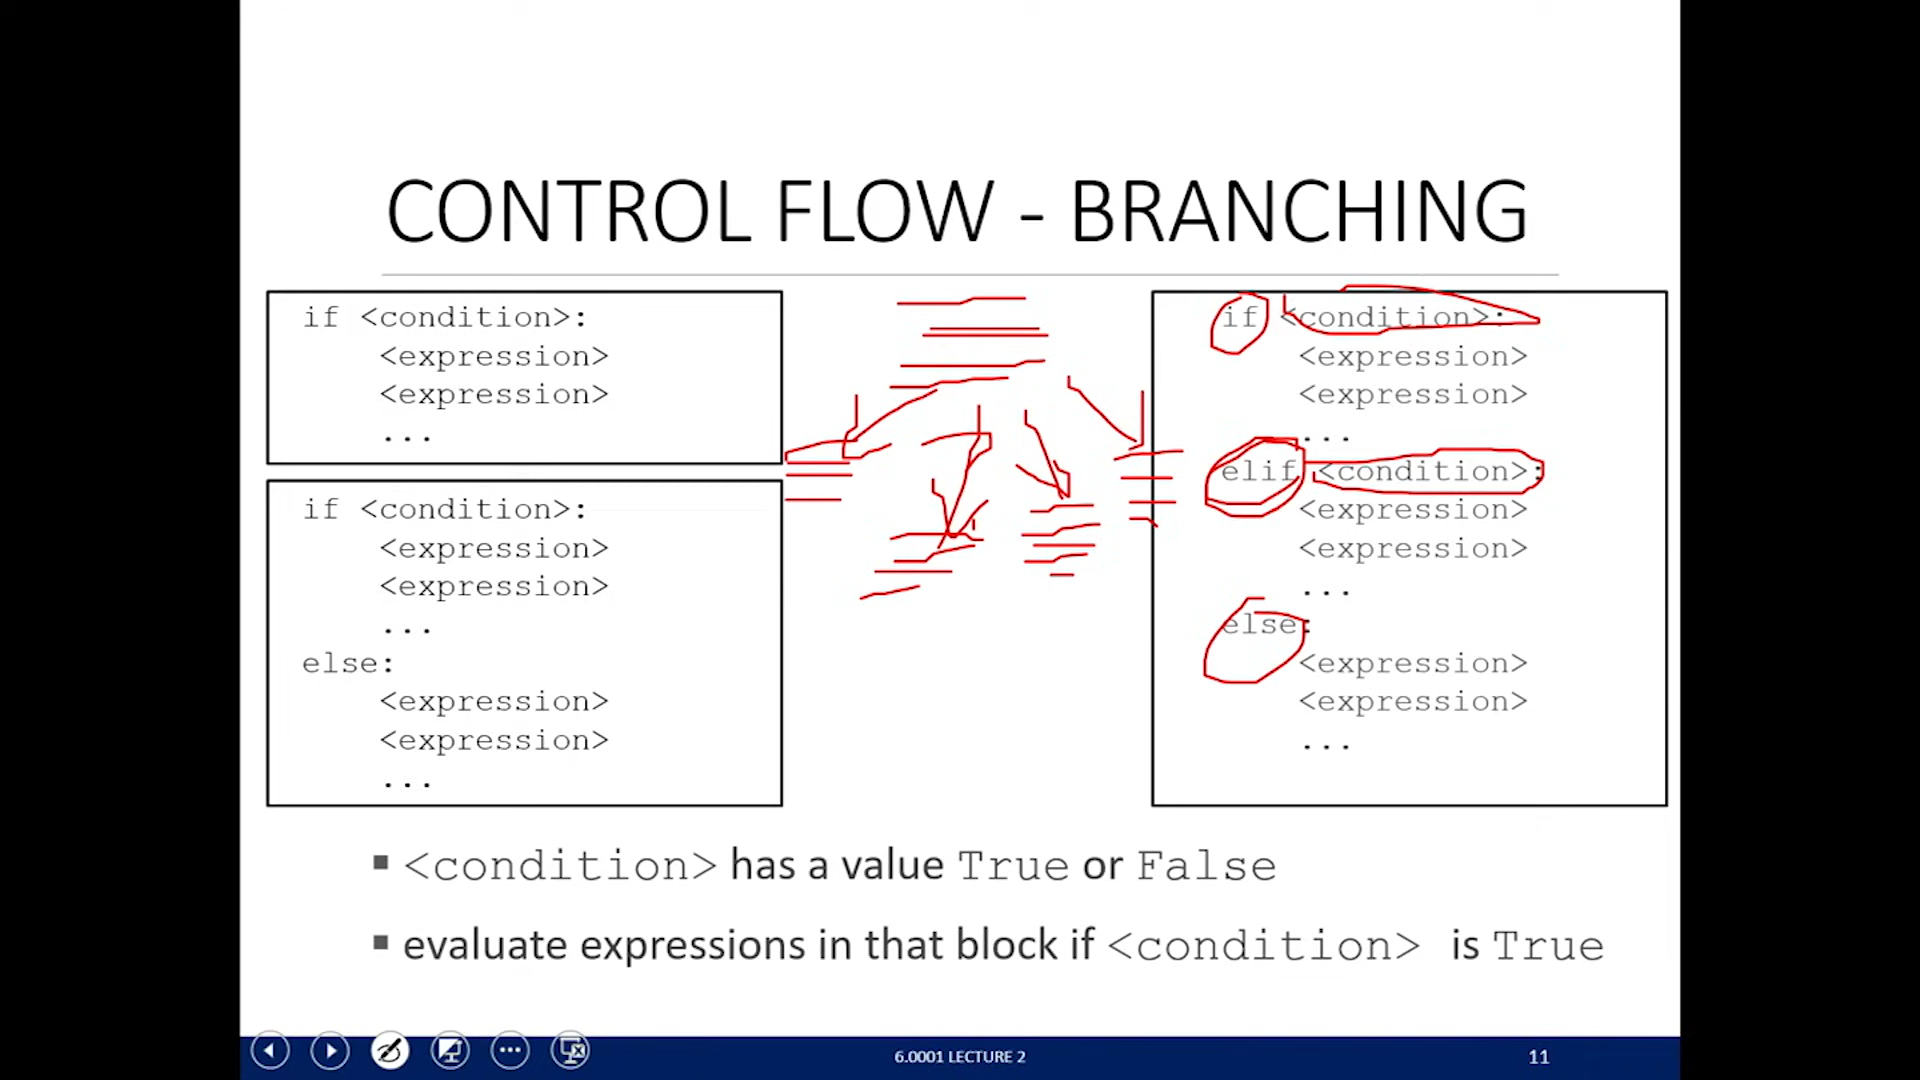 CONTROL FLOW - BRANCHING
if <condition>:
<expression>
<expression>
...
if <condition>:
<expression>
<expression>
...
else:
<expression>
<expression>
...
if <condition>:
<expression>
<expression>
...
elif <condition>:
<expression>
<expression>
...
else:
<expression>
<expression>
...
▪ <condition> has a value True or False
▪ evaluate expressions in that block if <condition> is True
6.0001 LECTURE 2
11